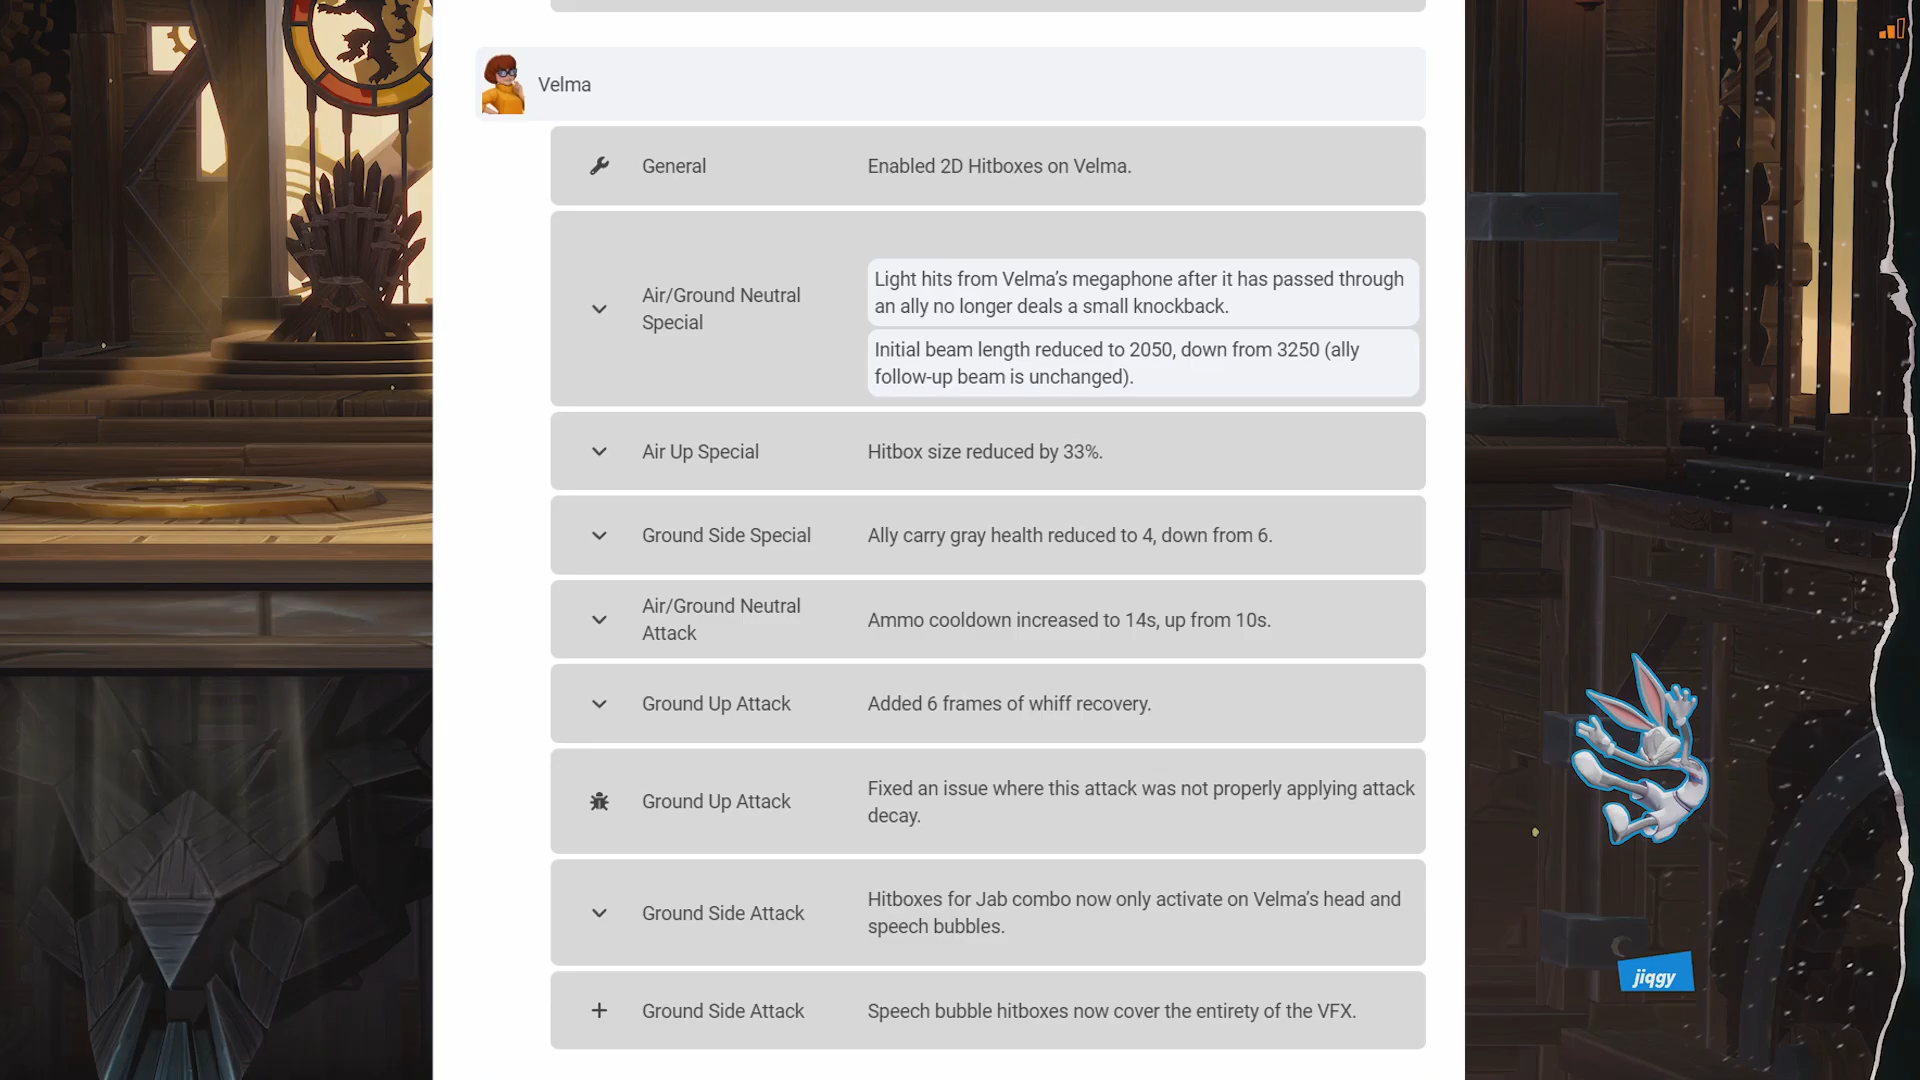 Velma
General
Enabled 2D Hitboxes on Velma.
Air/Ground Neutral
Special
Light hits from Velma’s megaphone after it has passed through
an ally no longer deals a small knockback.
Initial beam length reduced to 2050, down from 3250 (ally
follow-up beam is unchanged).
Air Up Special
Hitbox size reduced by 33%.
Ground Side Special
Ally carry gray health reduced to 4, down from 6.
Air/Ground Neutral
Attack
Ammo cooldown increased to 14s, up from 10s.
Ground Up Attack
Added 6 frames of whiff recovery.
Ground Up Attack
Fixed an issue where this attack was not properly applying attack
decay.
Ground Side Attack
Hitboxes for Jab combo now only activate on Velma’s head and
speech bubbles.
Ground Side Attack
Speech bubble hitboxes now cover the entirety of the VFX.
jiqgy